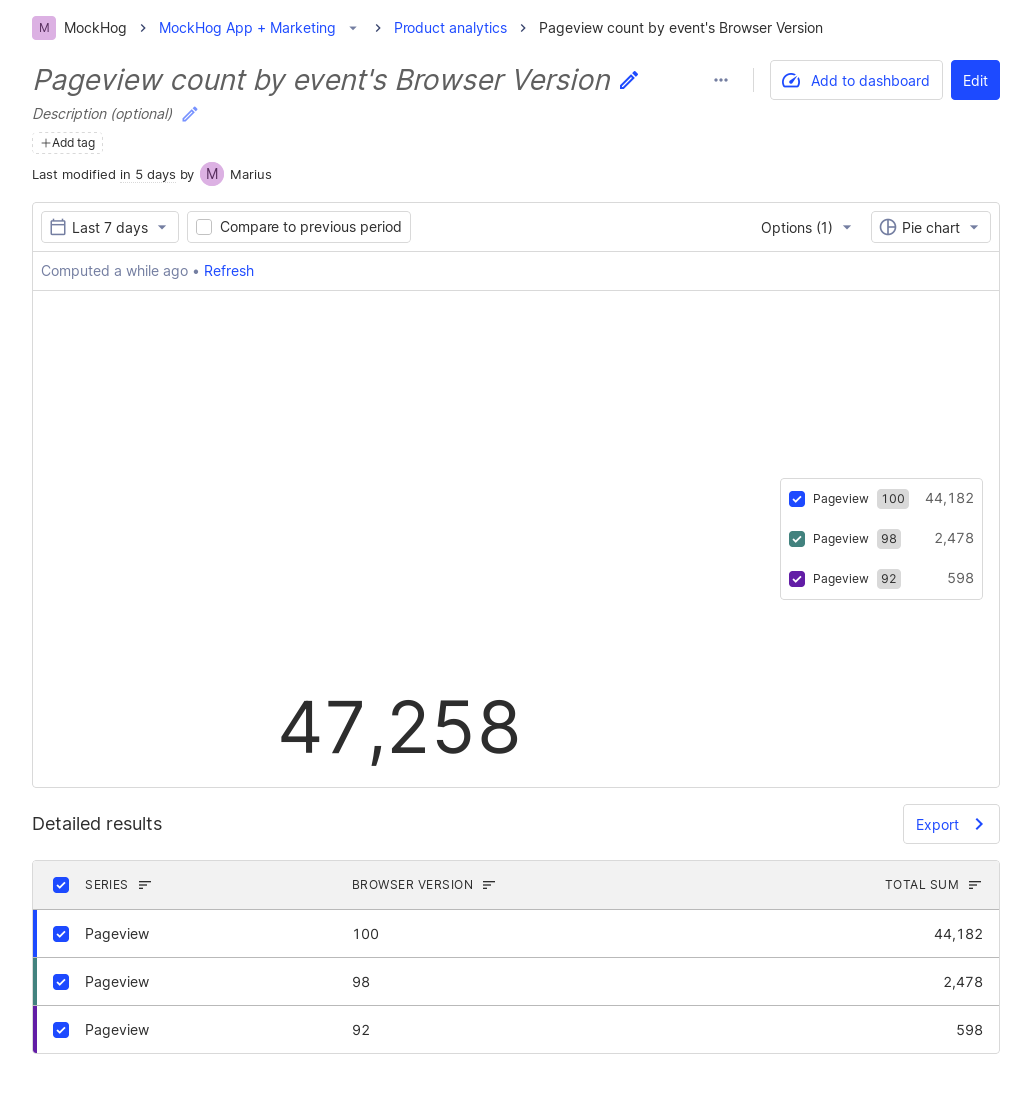 M MockHog MockHog App + Marketing Product analytics Pageview count by event's Browser Version
Pageview count by event's Browser Version
Add to dashboard Edit
Description (optional)
Add tag
Last modified in 5 days by M Marius
Last 7 days Compare to previous period Options (1) Pie chart
Computed a while ago • Refresh
Pageview 100 44,182
Pageview 98 2,478
Pageview 92 598
47,258
Detailed results Export
SERIES BROWSER VERSION TOTAL SUM
Pageview 100 44,182
Pageview 98 2,478
Pageview 92 598